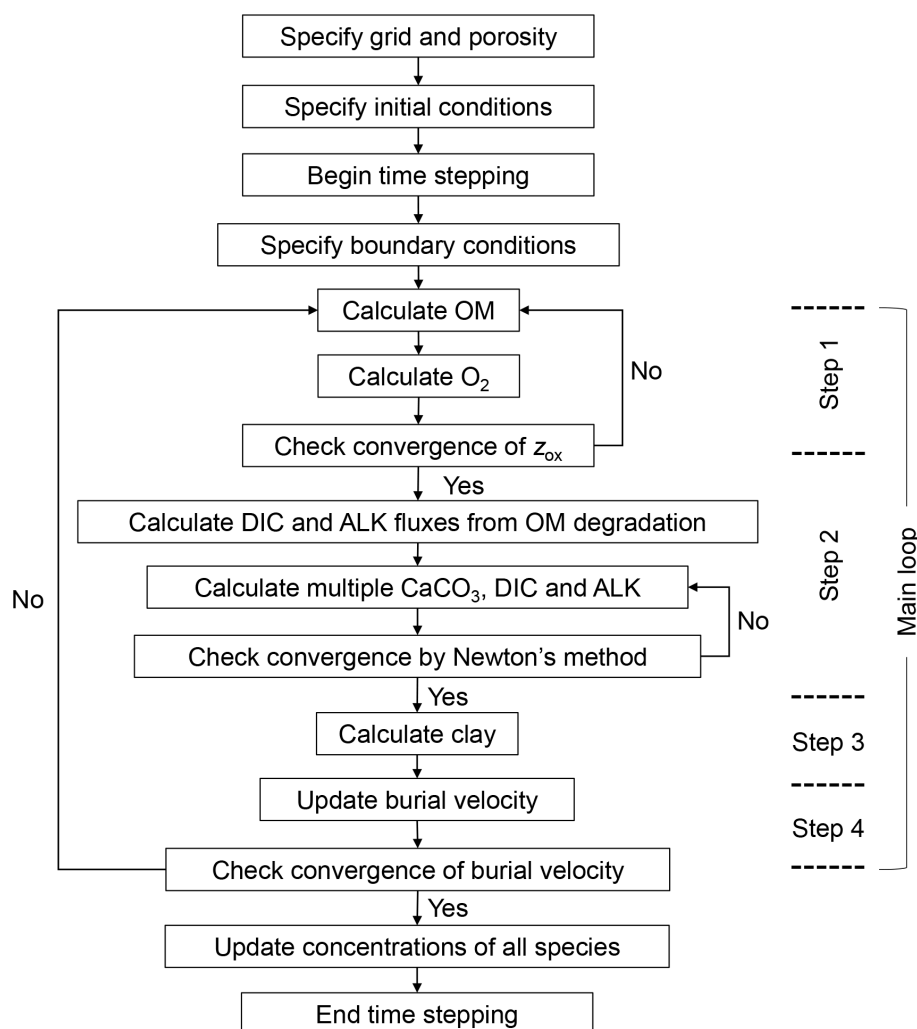 Specify grid and porosity
Specify initial conditions
Begin time stepping
Specify boundary conditions
Calculate OM
Calculate O₂
No
Step 1
Check convergence of z_ox
Yes
Calculate DIC and ALK fluxes from OM degradation
Calculate multiple CaCO₃, DIC and ALK
No
No
Step 2
Main loop
Check convergence by Newton's method
Yes
Calculate clay
Step 3
Update burial velocity
Step 4
Check convergence of burial velocity
Yes
Update concentrations of all species
End time stepping